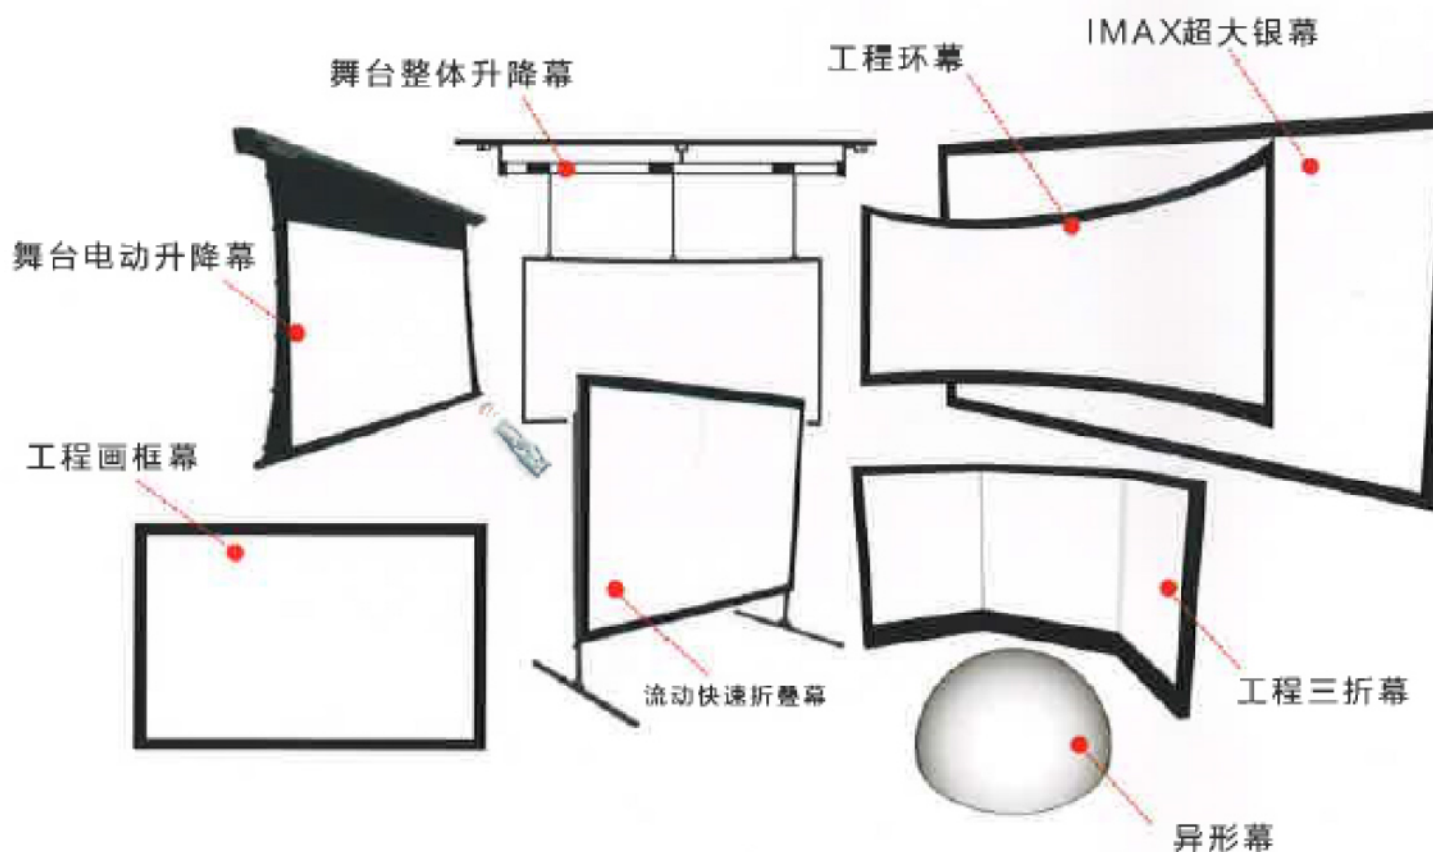 IMAX超大银幕
工程环幕
舞台整体升降幕
舞台电动升降幕
工程画框幕
流动快速折叠幕
工程三折幕
异形幕